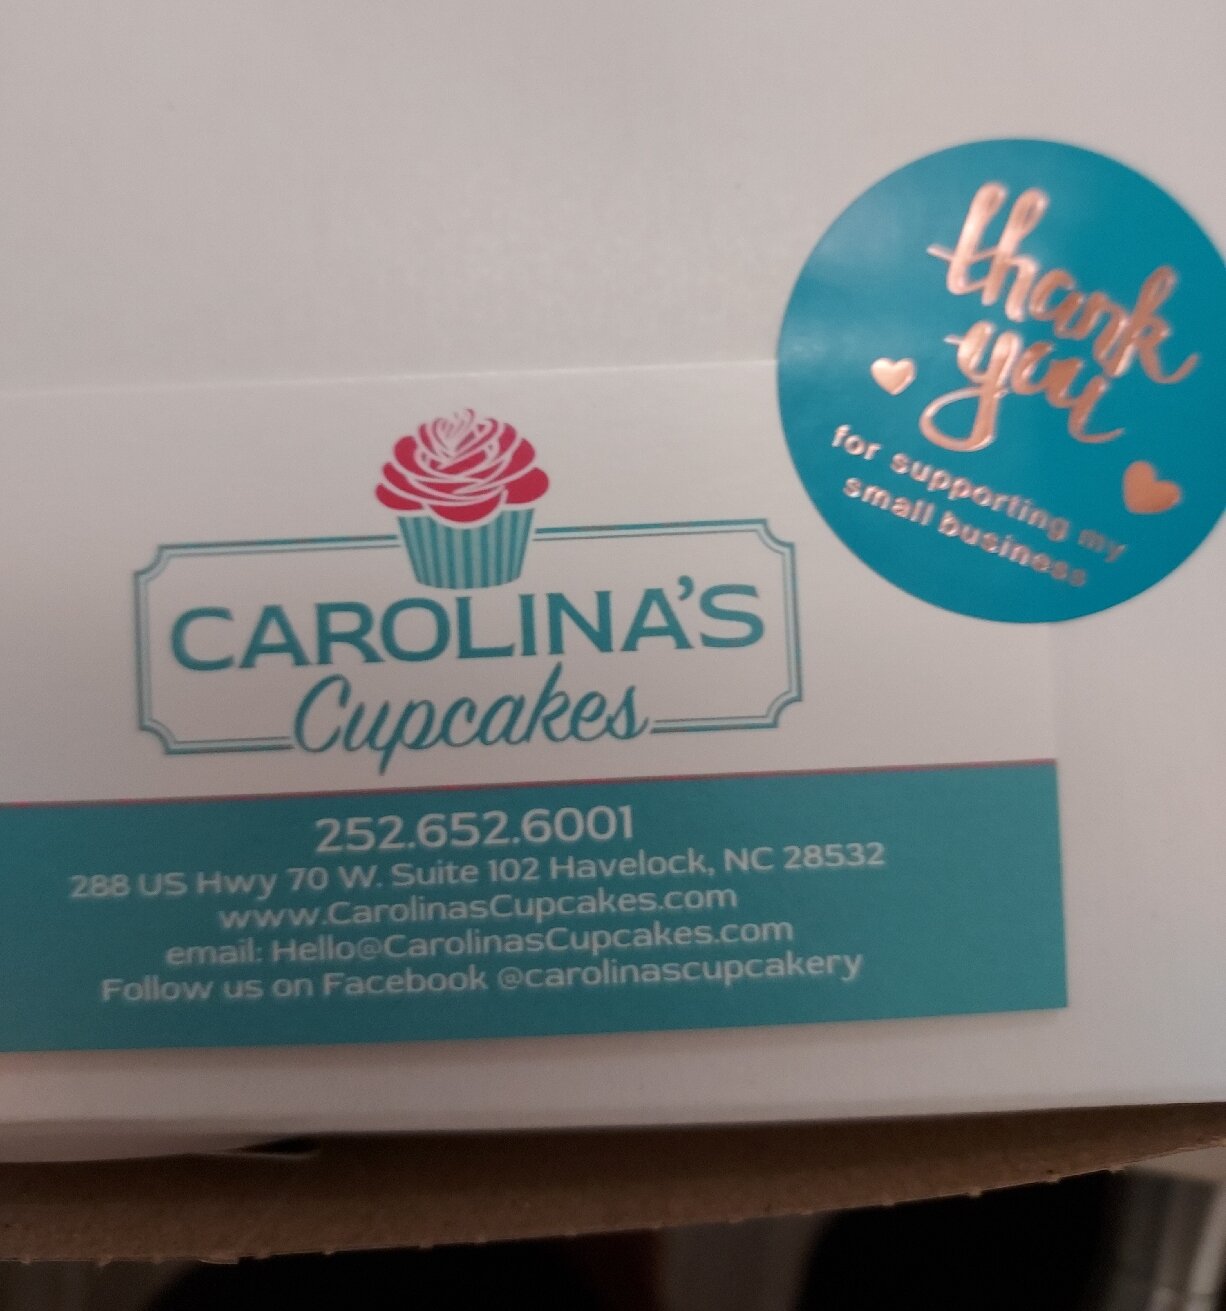 thank
you
for supporting my
small business
CAROLINA'S
Cupcakes
252.652.6001
288 US Hwy 70 W. Suite 102 Havelock, NC 28532
www.CarolinasCupcakes.com
email: Hello@CarolinasCupcakes.com
Follow us on Facebook @carolinascupcakery